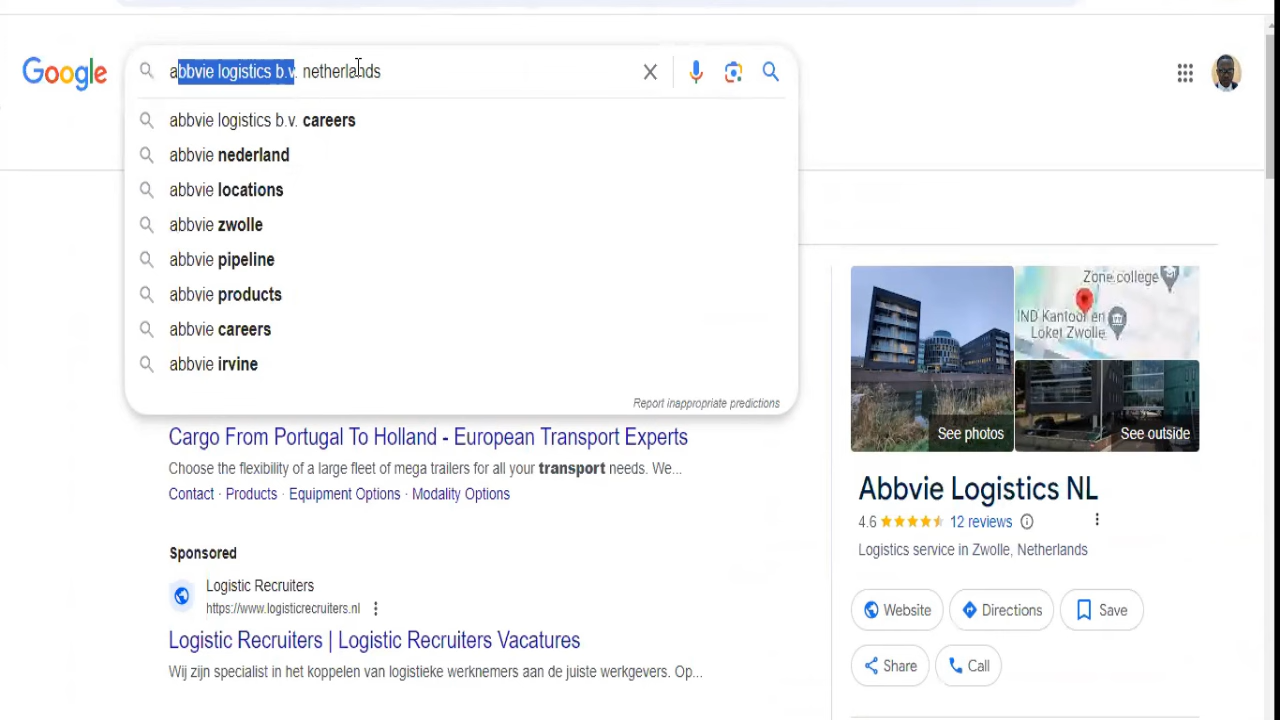 Google
abbvie logistics b.v. netherlands
abbvie logistics b.v. careers
abbvie nederland
abbvie locations
abbvie zwolle
abbvie pipeline
abbvie products
abbvie careers
abbvie irvine
Report inappropriate predictions
Cargo From Portugal To Holland - European Transport Experts
Choose the flexibility of a large fleet of mega trailers for all your transport needs. We...
Contact · Products · Equipment Options · Modality Options
Sponsored
Logistic Recruiters
https://www.logisticrecruiters.nl
Logistic Recruiters | Logistic Recruiters Vacatures
Wij zijn specialist in het koppelen van logistieke werknemers aan de juiste werkgevers. Op...
Zone.college
IND Kantoor en
Loket Zwolle
See photos
See outside
Abbvie Logistics NL
4.6 12 reviews
Logistics service in Zwolle, Netherlands
Website Directions Save
Share Call